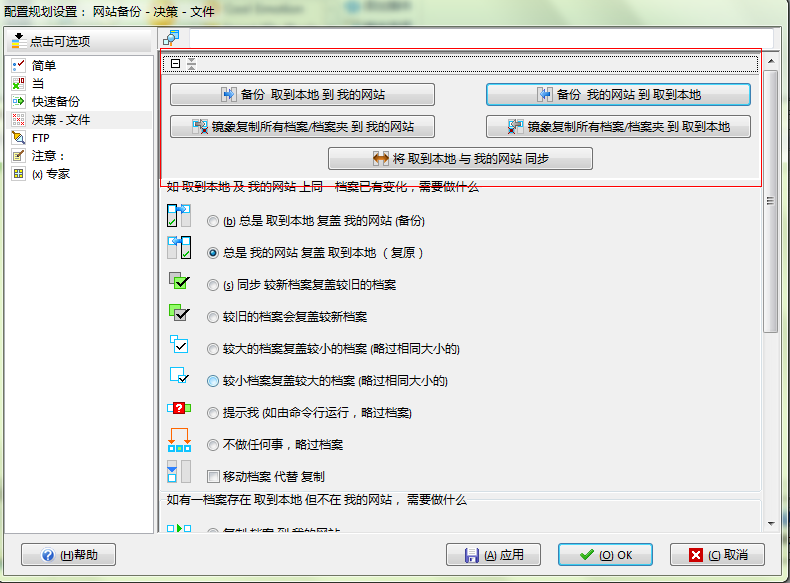 配置规划设置： 网站备份 - 决策 - 文件
点击可选项
简单
当
快速备份
决策 - 文件
FTP
注意：
(x) 专家
备份 取到本地 到 我的网站
备份 我的网站 到 取到本地
镜象复制所有档案/档案夹 到 我的网站
镜象复制所有档案/档案夹 到 取到本地
将 取到本地 与 我的网站 同步
如 取到本地 及 我的网站 上同一档案已有变化，需要做什么
(b) 总是 取到本地 复盖 我的网站 (备份)
总是 我的网站 复盖 取到本地 （ 复原 ）
(s) 同步 较新档案复盖较旧的档案
较旧的档案会复盖较新档案
较大的档案复盖较小的档案 (略过相同大小的)
较小档案复盖较大的档案 (略过相同大小的)
提示我 (如由命令行运行，略过档案)
不做任何事，略过档案
移动档案 代替 复制
如有一档案存在 取到本地 但不在 我的网站 ，需要做什么
复制 档案 到 我的网站
(H)帮助
(A) 应用
(O) OK
(C) 取消